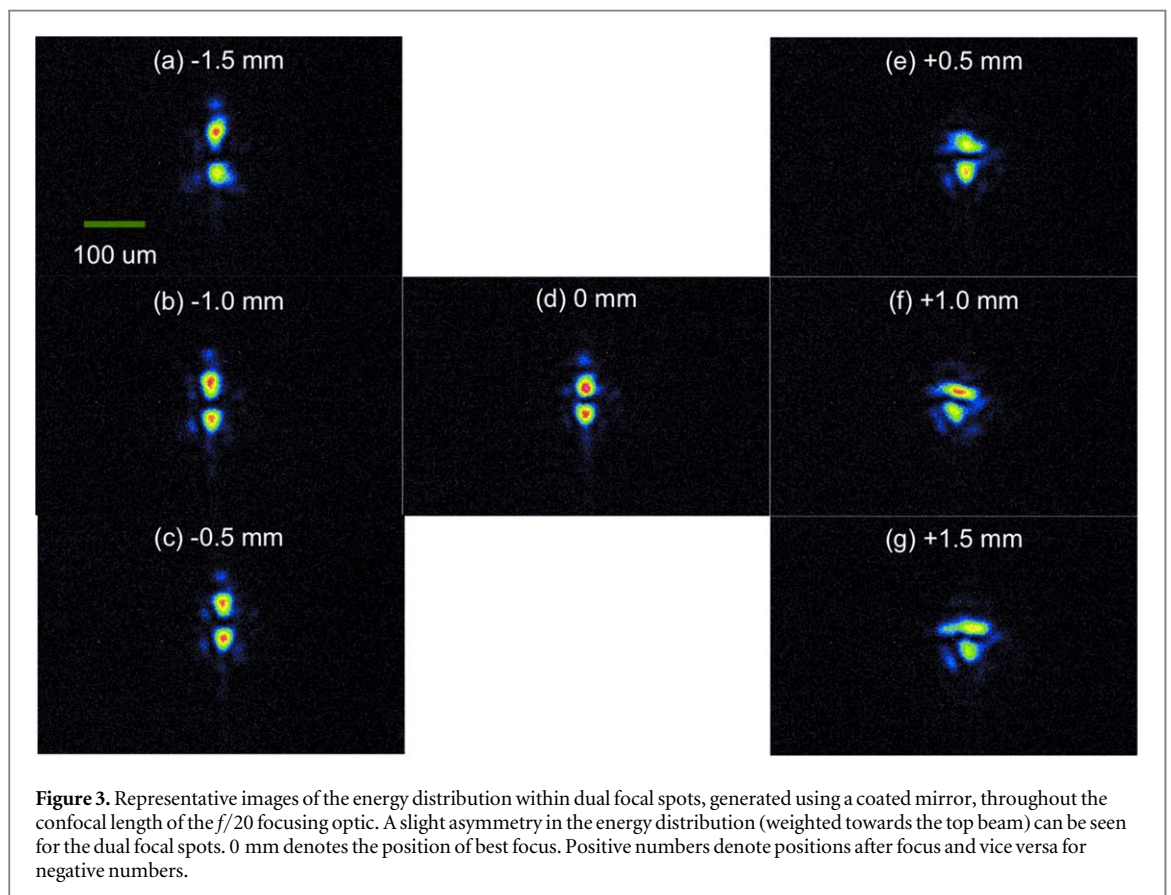 (a) -1.5 mm
100 um
(b) -1.0 mm
(c) -0.5 mm
(d) 0 mm
(e) +0.5 mm
(f) +1.0 mm
(g) +1.5 mm
Figure 3. Representative images of the energy distribution within dual focal spots, generated using a coated mirror, throughout the
confocal length of the f/20 focusing optic. A slight asymmetry in the energy distribution (weighted towards the top beam) can be seen
for the dual focal spots. 0 mm denotes the position of best focus. Positive numbers denote positions after focus and vice versa for
negative numbers.